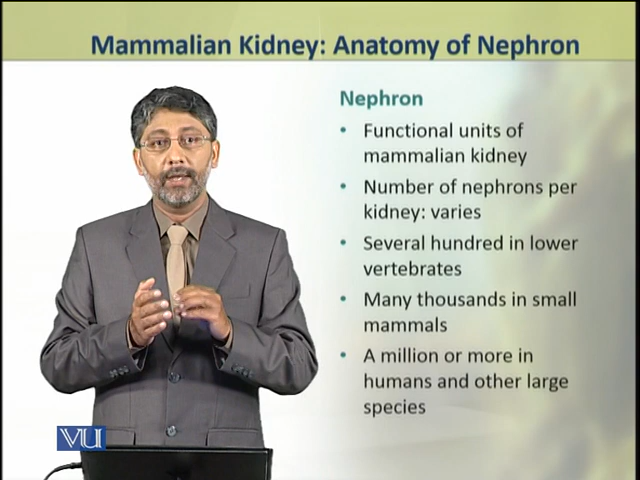 Mammalian Kidney: Anatomy of Nephron
Nephron
• Functional units of
mammalian kidney
• Number of nephrons per
kidney: varies
• Several hundred in lower
vertebrates
• Many thousands in small
mammals
• A million or more in
humans and other large
species
VU